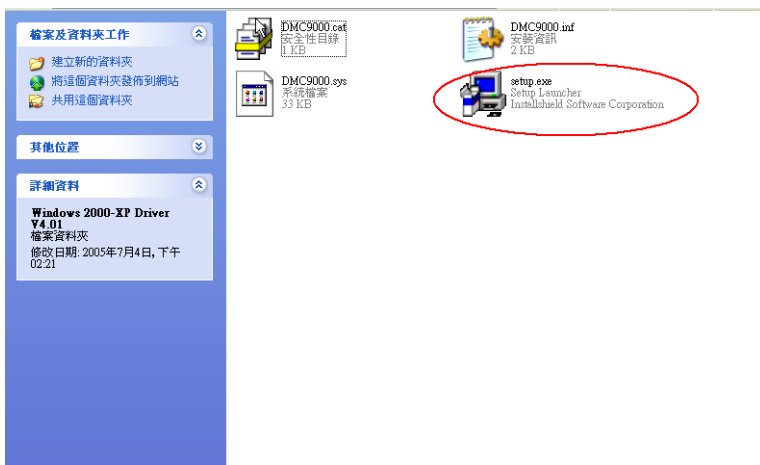 檔案及資料夾工作
建立新的資料夾
將這個資料夾發佈到網站
共用這個資料夾
其他位置
詳細資料
Windows 2000-XP Driver
V4.01
檔案資料夾
修改日期: 2005年7月4日, 下午
02:21
DMC9000.cat
安全性目錄
1 KB
DMC9000.inf
安裝資訊
2 KB
DMC9000.sys
系統檔案
33 KB
setup.exe
Setup Launcher
Installshield Software Corporation